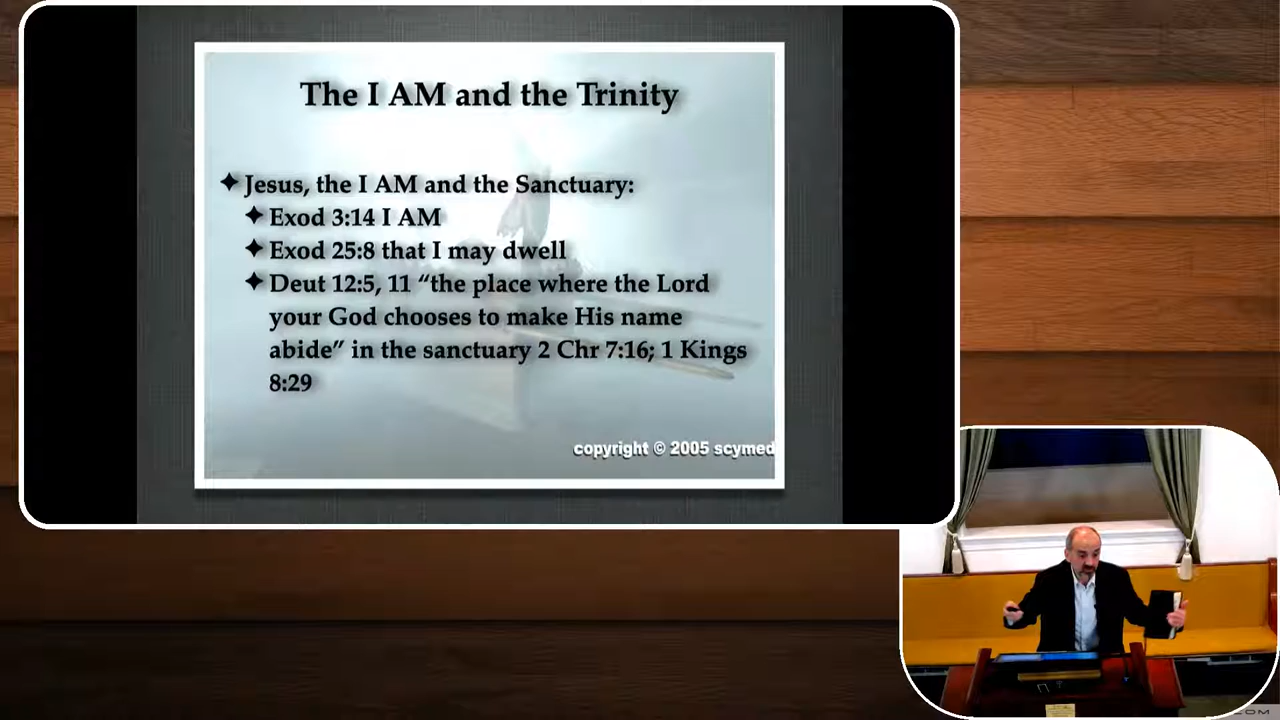 The I AM and the Trinity
✦ Jesus, the I AM and the Sanctuary:
✦ Exod 3:14 I AM
✦ Exod 25:8 that I may dwell
✦ Deut 12:5, 11 “the place where the Lord
your God chooses to make His name
abide” in the sanctuary 2 Chr 7:16; 1 Kings
8:29
copyright © 2005 scymed